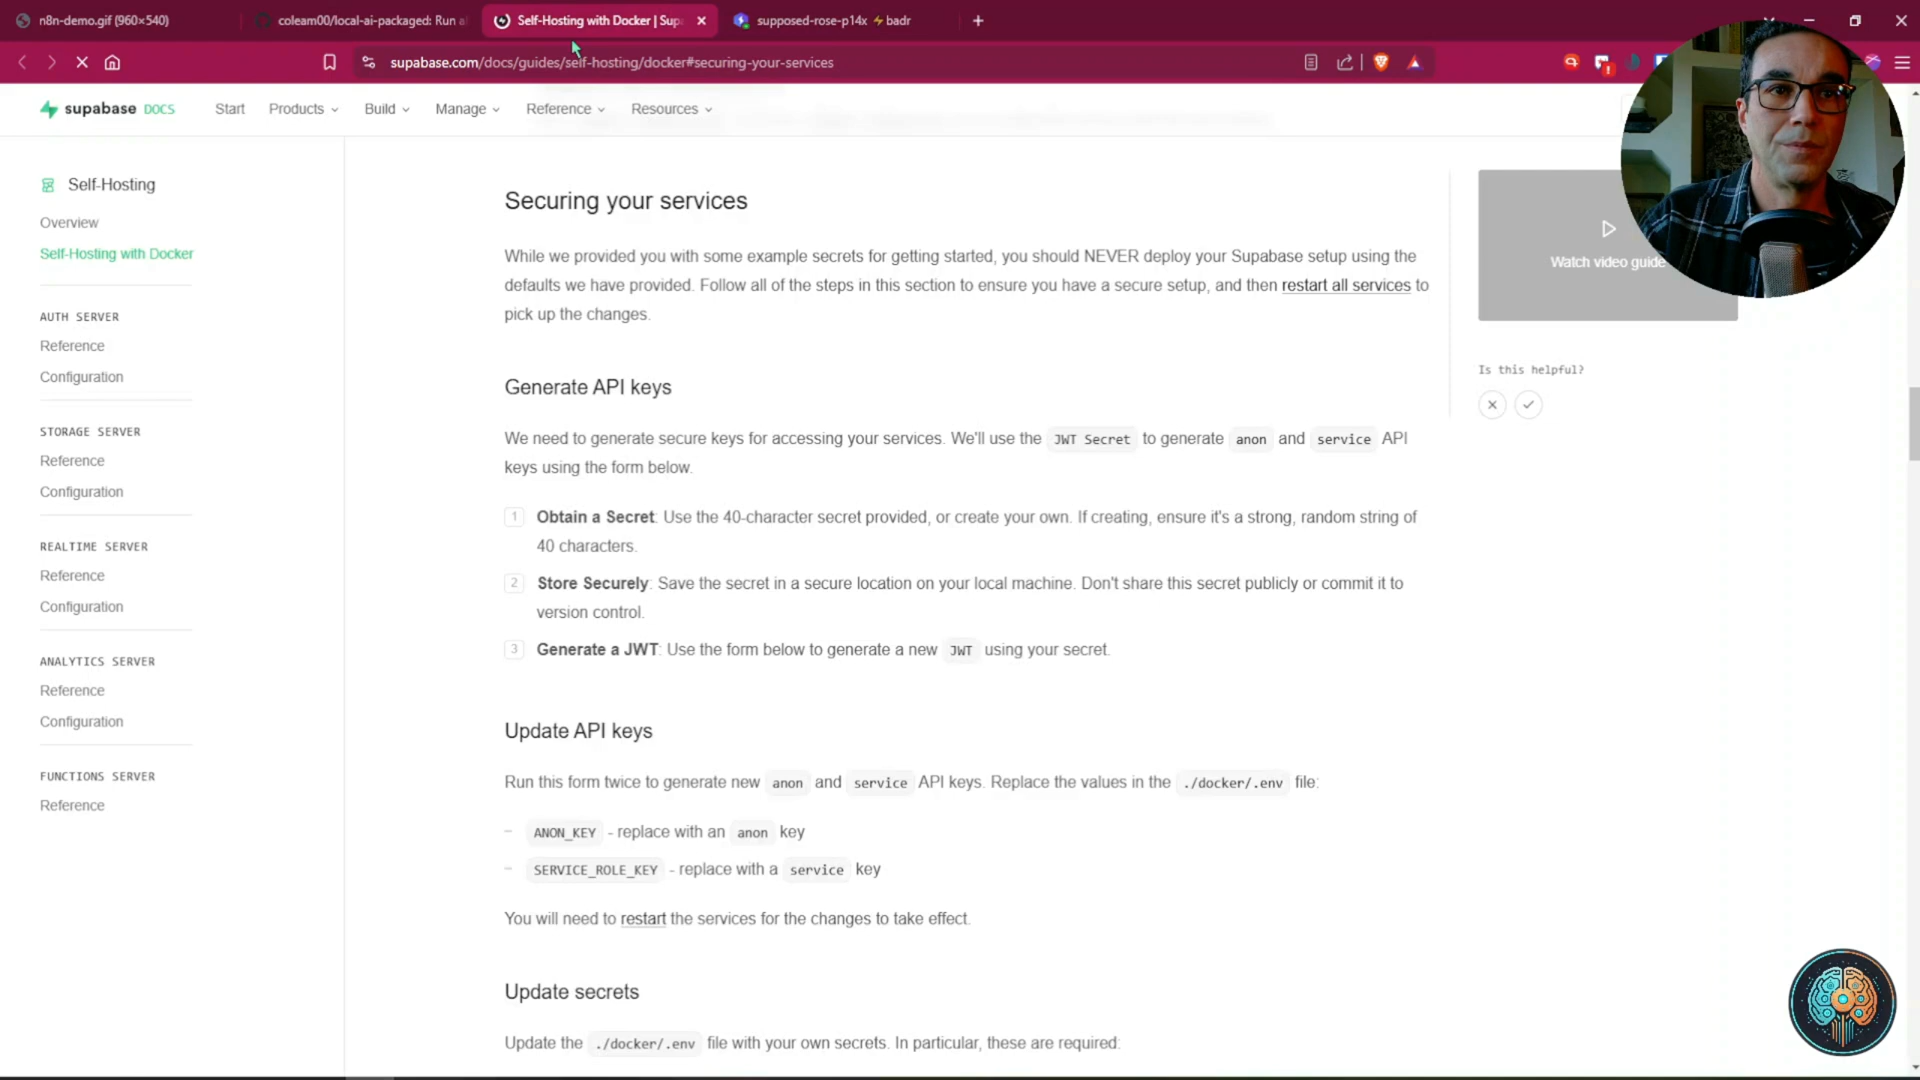 n8n-demo.gif (960×540)
coleam00/local-ai-packaged: Run a
Self-Hosting with Docker | Sup
supposed-rose-p14x ⚡ badr
supabase.com/docs/guides/self-hosting/docker#securing-your-services
supabase DOCS
Start
Products
Build
Manage
Reference
Resources
Self-Hosting
Overview
Self-Hosting with Docker
AUTH SERVER
Reference
Configuration
STORAGE SERVER
Reference
Configuration
REALTIME SERVER
Reference
Configuration
ANALYTICS SERVER
Reference
Configuration
FUNCTIONS SERVER
Reference
Securing your services
While we provided you with some example secrets for getting started, you should NEVER deploy your Supabase setup using the
defaults we have provided. Follow all of the steps in this section to ensure you have a secure setup, and then restart all services to
pick up the changes.
Generate API keys
We need to generate secure keys for accessing your services. We'll use the JWT Secret to generate anon and service API
keys using the form below.
1 Obtain a Secret: Use the 40-character secret provided, or create your own. If creating, ensure it's a strong, random string of
40 characters.
2 Store Securely: Save the secret in a secure location on your local machine. Don't share this secret publicly or commit it to
version control.
3 Generate a JWT: Use the form below to generate a new JWT using your secret.
Update API keys
Run this form twice to generate new anon and service API keys. Replace the values in the ./docker/.env file:
– ANON_KEY - replace with an anon key
– SERVICE_ROLE_KEY - replace with a service key
You will need to restart the services for the changes to take effect.
Update secrets
Update the ./docker/.env file with your own secrets. In particular, these are required:
Watch video guide
Is this helpful?